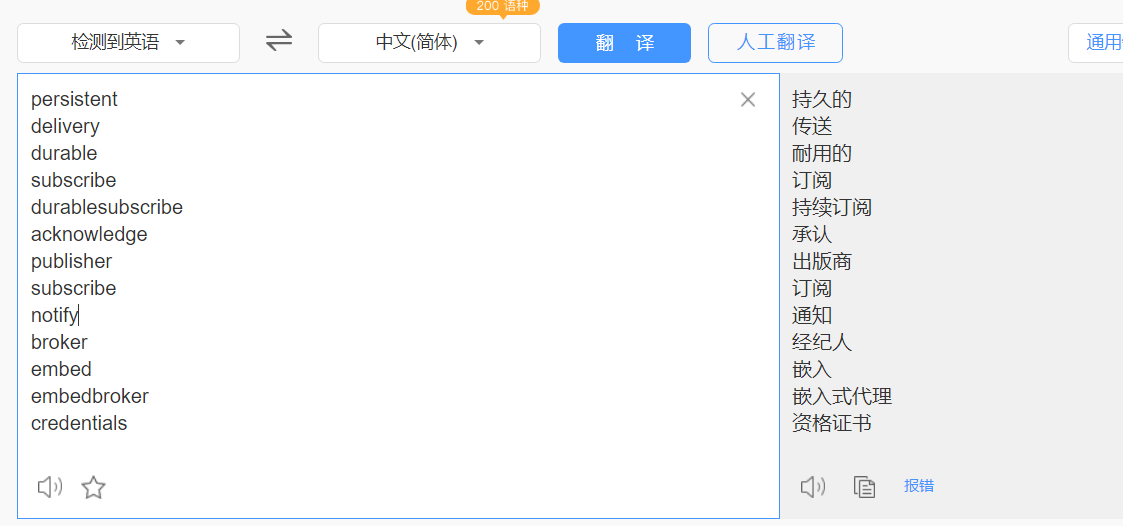 200 语种
检测到英语
中文(简体)
翻 译
人工翻译
通用
persistent
delivery
durable
subscribe
durablesubscribe
acknowledge
publisher
subscribe
notify
broker
embed
embedbroker
credentials
持久的
传送
耐用的
订阅
持续订阅
承认
出版商
订阅
通知
经纪人
嵌入
嵌入式代理
资格证书
报错